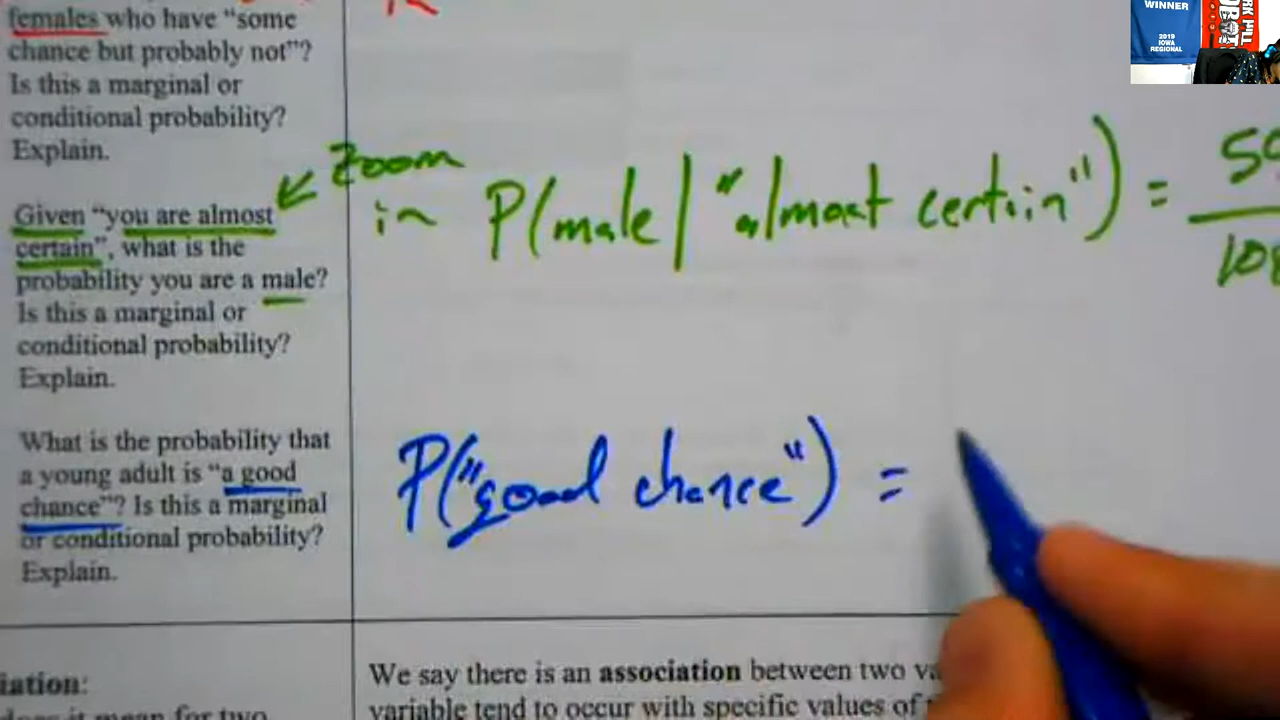 WINNER
2019
IOWA
REGIONAL
females who have “some
chance but probably not”?
Is this a marginal or
conditional probability?
Explain.
Given “you are almost
certain”, what is the
probability you are a male?
Is this a marginal or
conditional probability?
Explain.
Zoom
in P(male | "almost certain") =
What is the probability that
a young adult is “a good
chance”? Is this a marginal
or conditional probability?
Explain.
P("good chance") =
iation:
We say there is an association between two
variable tend to occur with specific values of